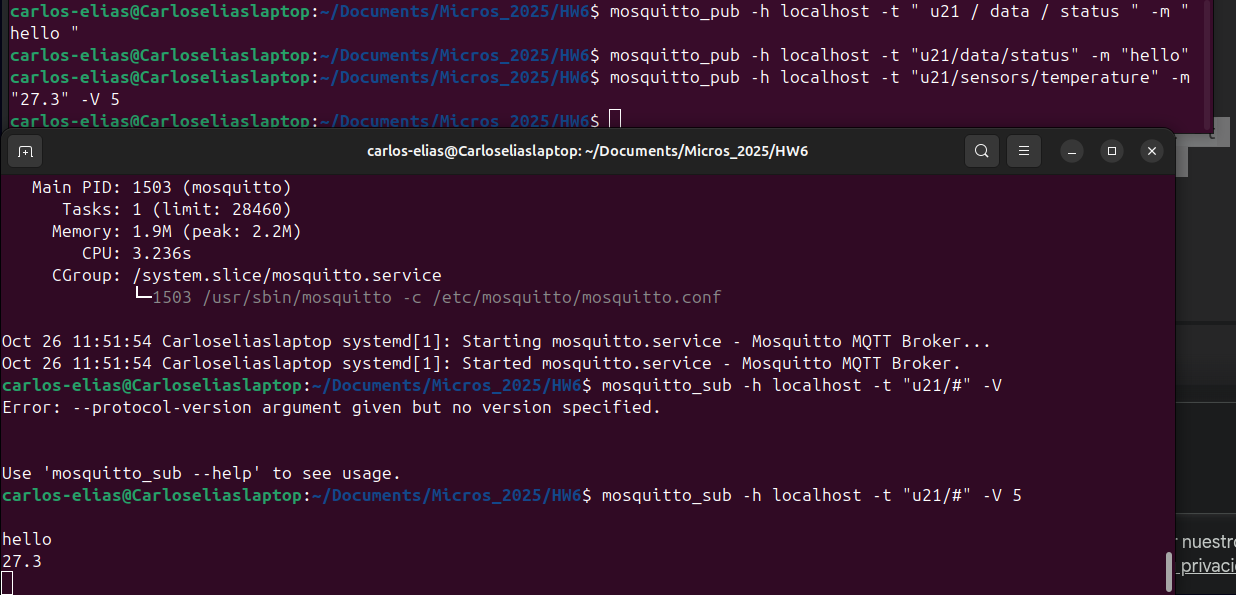 carlos-elias@Carloseliaslaptop:~/Documents/Micros_2025/HW6$ mosquitto_pub -h localhost -t " u21 / data / status " -m "
hello "
carlos-elias@Carloseliaslaptop:~/Documents/Micros_2025/HW6$ mosquitto_pub -h localhost -t "u21/data/status" -m "hello"
carlos-elias@Carloseliaslaptop:~/Documents/Micros_2025/HW6$ mosquitto_pub -h localhost -t "u21/sensors/temperature" -m
"27.3" -V 5
carlos-elias@Carloseliaslaptop:~/Documents/Micros_2025/HW6$
carlos-elias@Carloseliaslaptop: ~/Documents/Micros_2025/HW6
Main PID: 1503 (mosquitto)
Tasks: 1 (limit: 28460)
Memory: 1.9M (peak: 2.2M)
CPU: 3.236s
CGroup: /system.slice/mosquitto.service
└─1503 /usr/sbin/mosquitto -c /etc/mosquitto/mosquitto.conf
Oct 26 11:51:54 Carloseliaslaptop systemd[1]: Starting mosquitto.service - Mosquitto MQTT Broker...
Oct 26 11:51:54 Carloseliaslaptop systemd[1]: Started mosquitto.service - Mosquitto MQTT Broker.
carlos-elias@Carloseliaslaptop:~/Documents/Micros_2025/HW6$ mosquitto_sub -h localhost -t "u21/#" -V
Error: --protocol-version argument given but no version specified.
Use 'mosquitto_sub --help' to see usage.
carlos-elias@Carloseliaslaptop:~/Documents/Micros_2025/HW6$ mosquitto_sub -h localhost -t "u21/#" -V 5
hello
27.3
nuestro
privaci